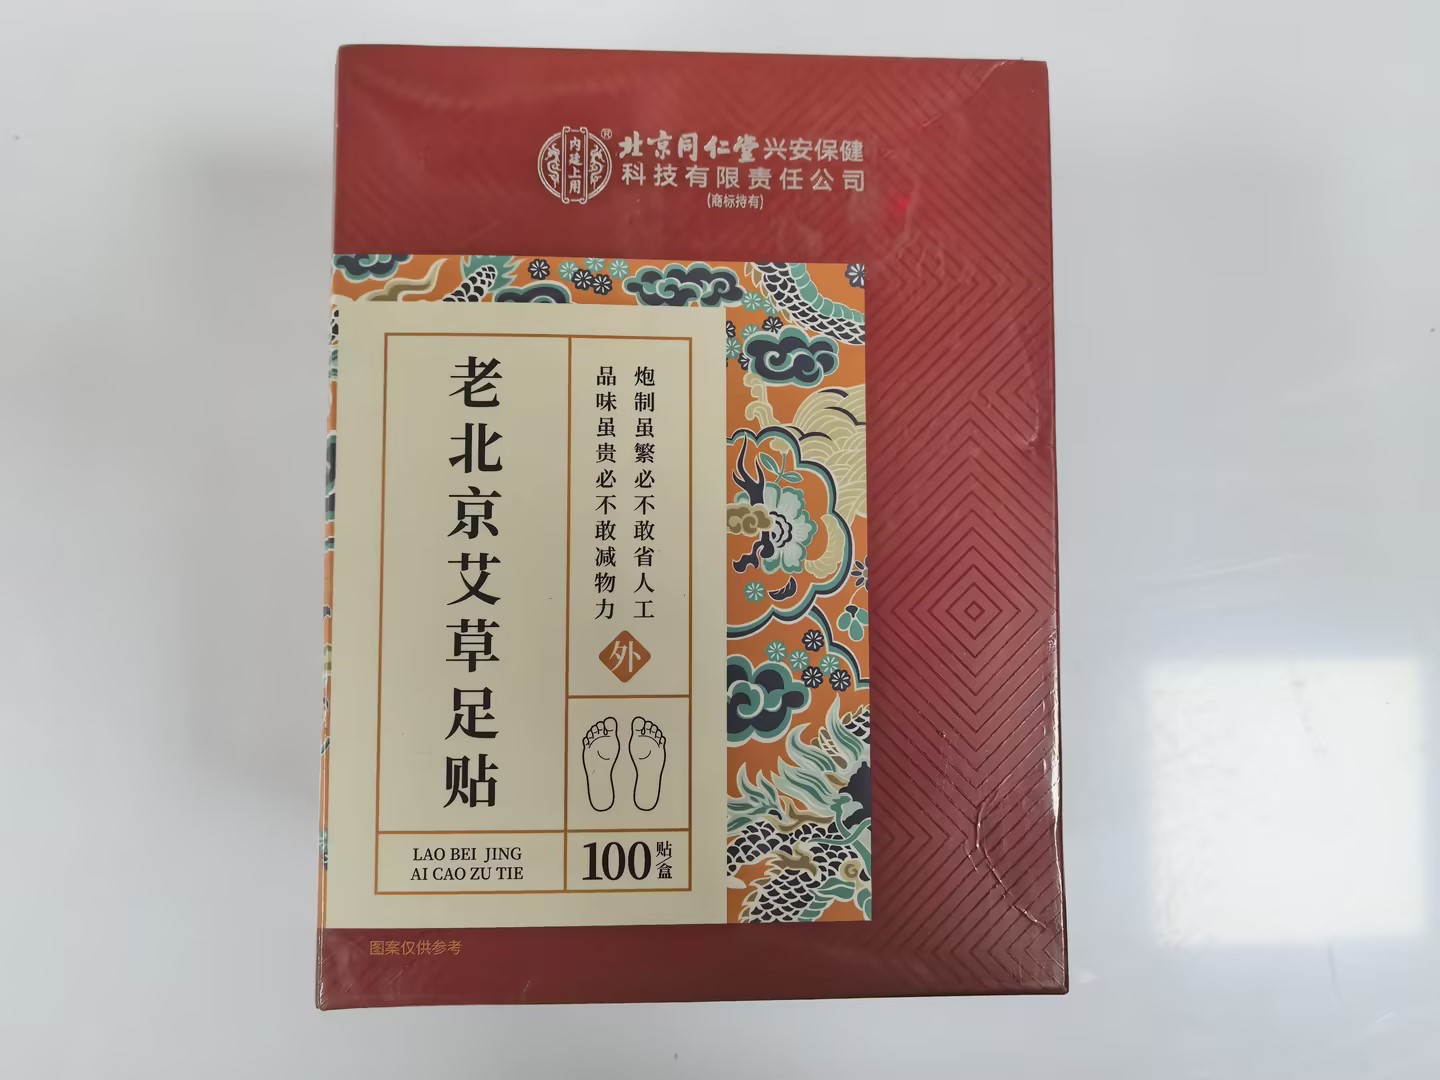 内廷上用
®
北京同仁堂兴安保健
科技有限责任公司
(商标持有)
老北京艾草足贴
炮制虽繁必不敢省人工
品味虽贵必不敢减物力
外
LAO BEI JING
AI CAO ZU TIE
100贴/盒
图案仅供参考